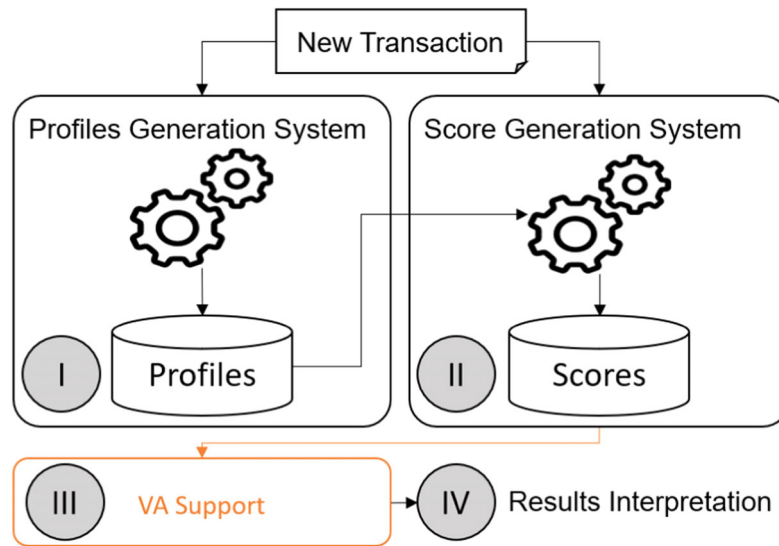 New Transaction
Profiles Generation System
Score Generation System
I
Profiles
II
Scores
III
VA Support
IV
Results Interpretation